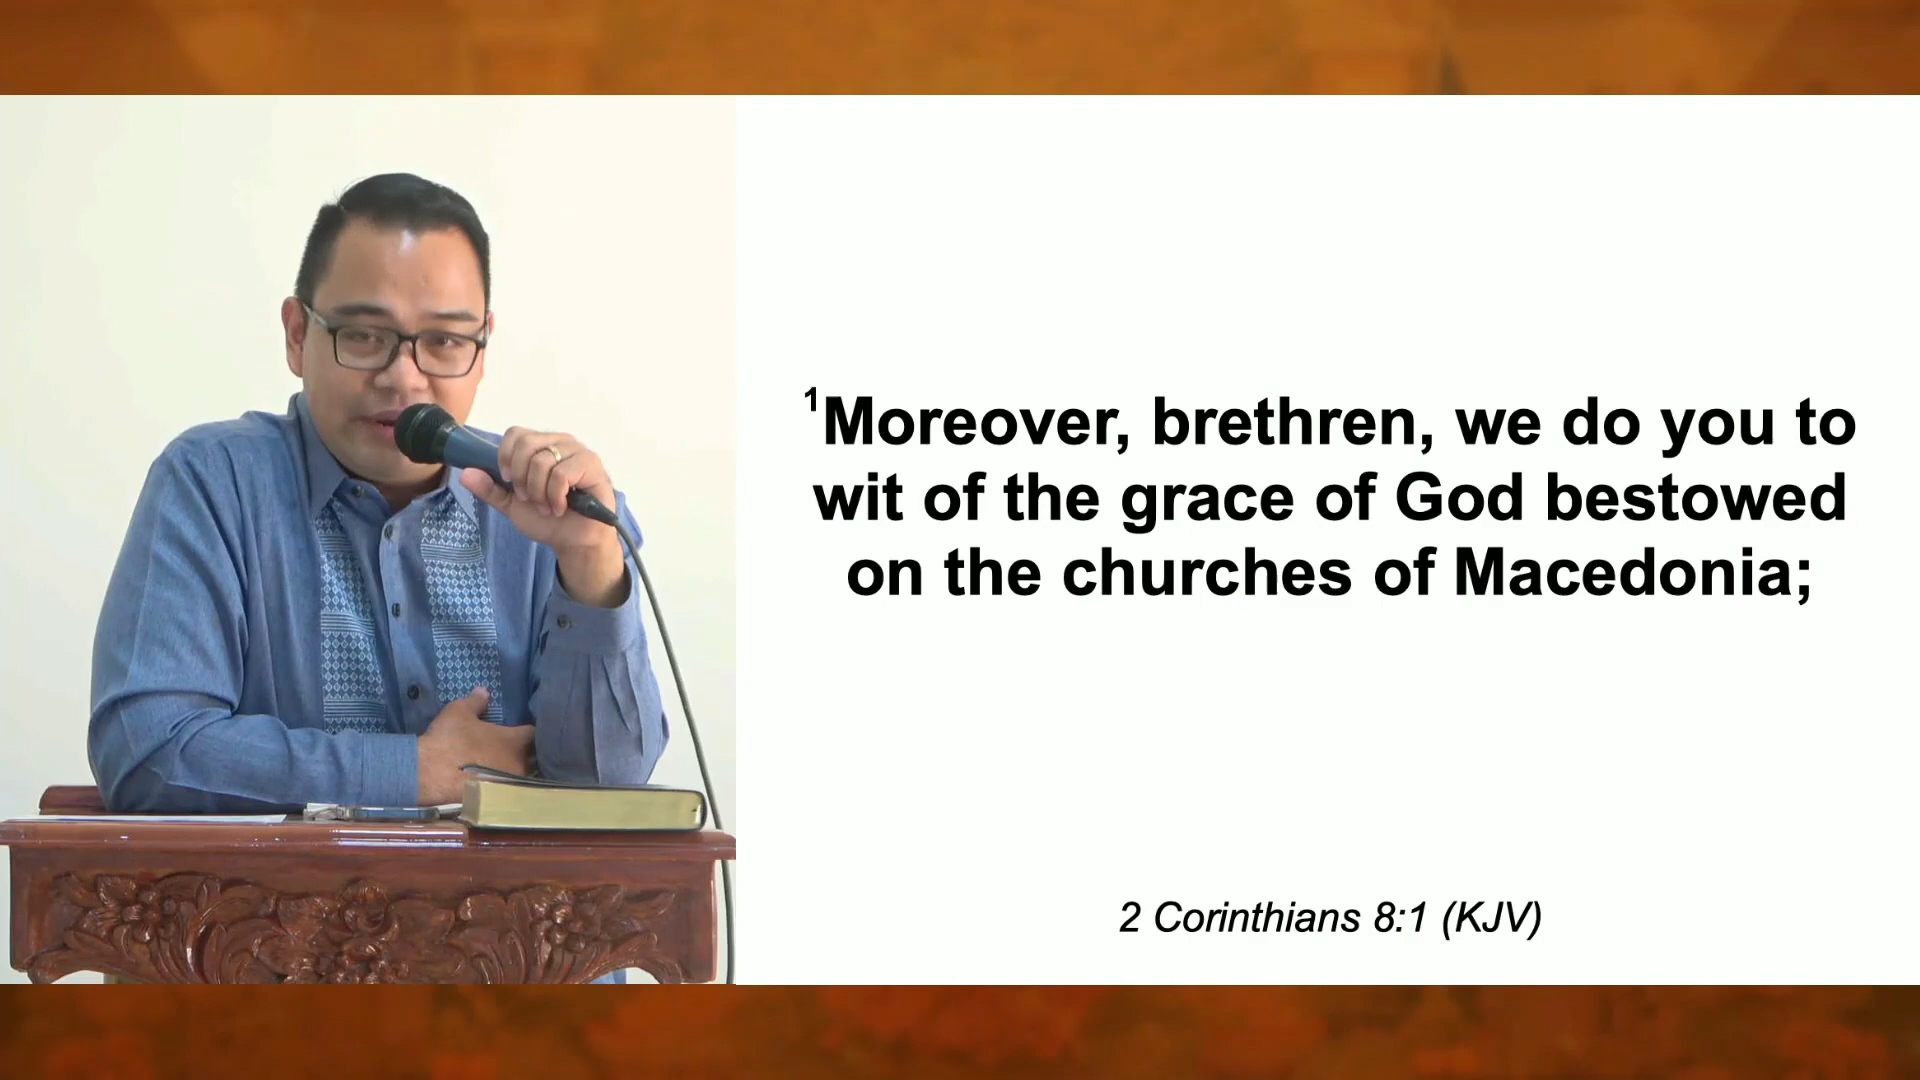 ¹Moreover, brethren, we do you to
wit of the grace of God bestowed
on the churches of Macedonia;
2 Corinthians 8:1 (KJV)